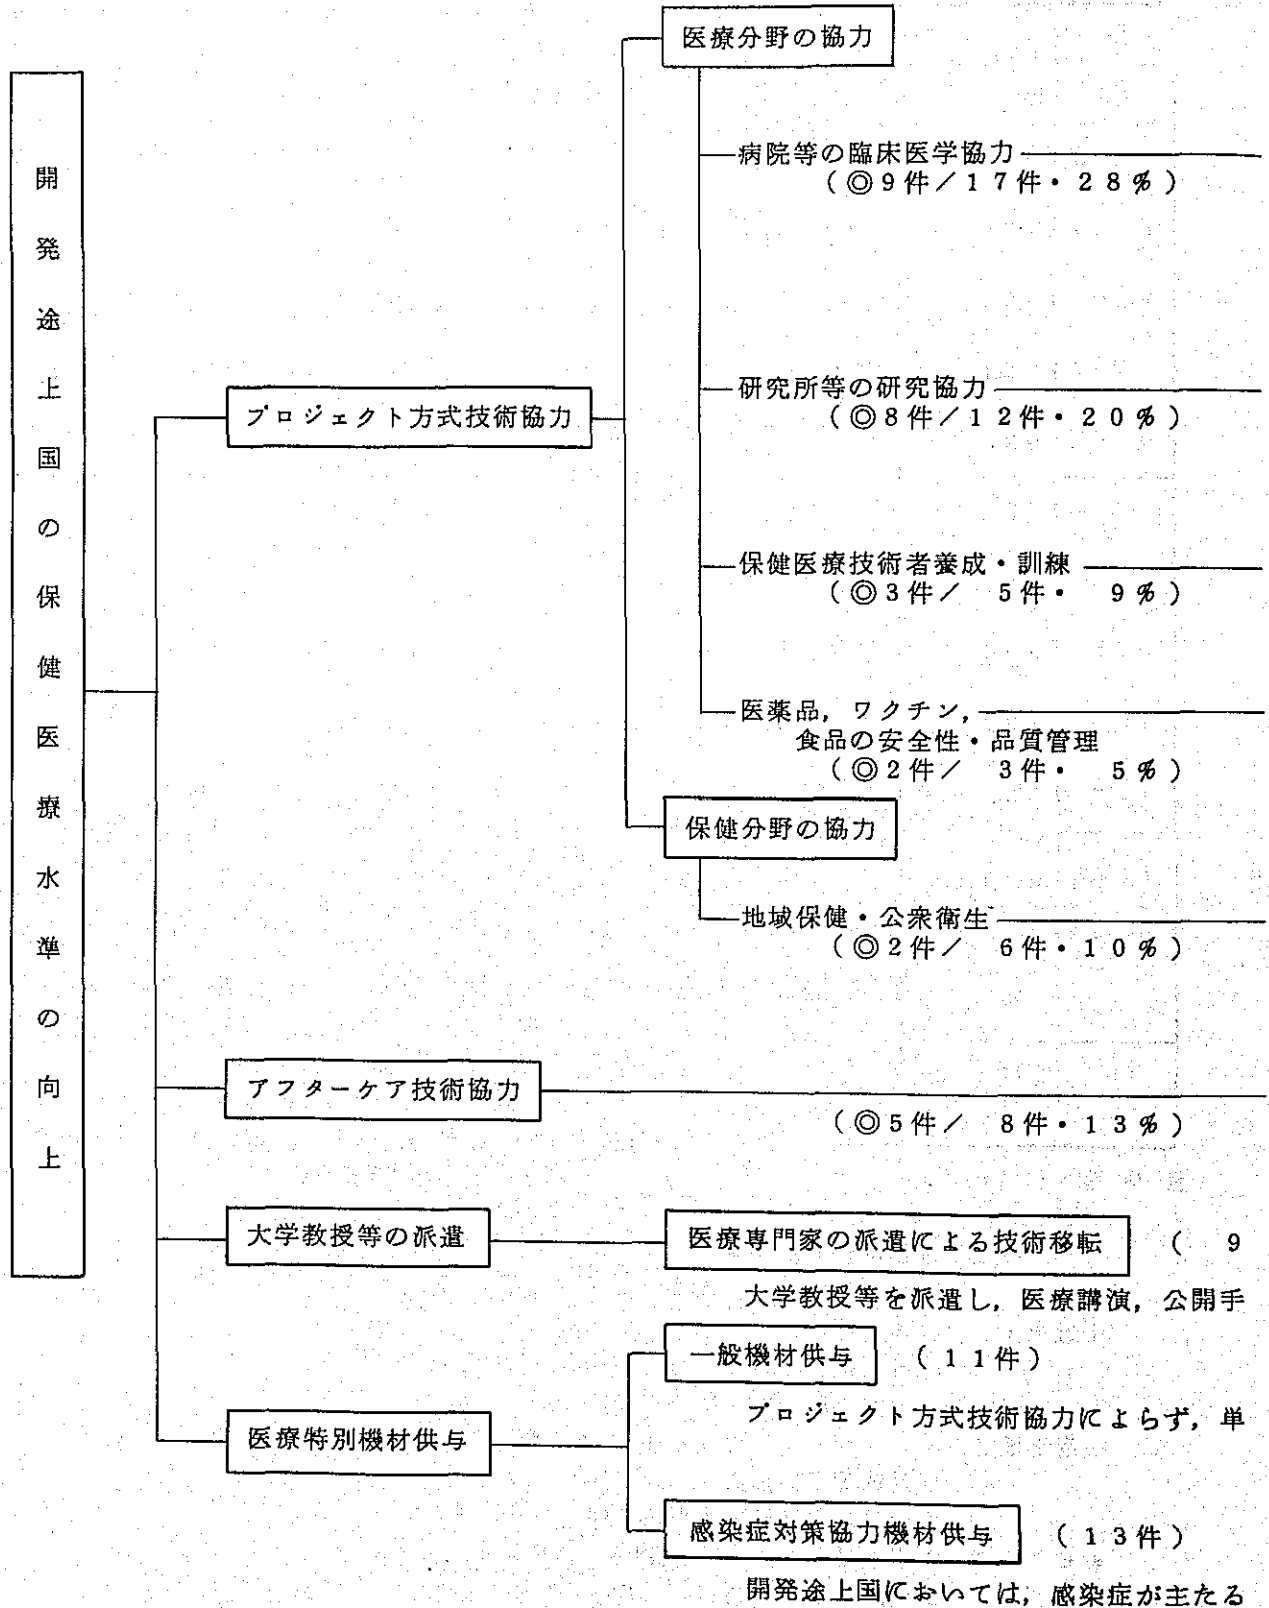 開発途上国の保健医療水準の向上
プロジェクト方式技術協力
医療分野の協力
病院等の臨床医学協力
(◎9件/17件・28%)
研究所等の研究協力
(◎8件/12件・20%)
保健医療技術者養成・訓練
(◎3件/ 5件・ 9%)
医薬品,ワクチン,
食品の安全性・品質管理
(◎2件/ 3件・ 5%)
保健分野の協力
地域保健・公衆衛生
(◎2件/ 6件・10%)
アフターケア技術協力
(◎5件/ 8件・13%)
大学教授等の派遣
医療専門家の派遣による技術移転 ( 9
大学教授等を派遣し,医療講演,公開手
医療特別機材供与
一般機材供与 (11件)
プロジェクト方式技術協力によらず,単
感染症対策協力機材供与 (13件)
開発途上国においては,感染症が主たる